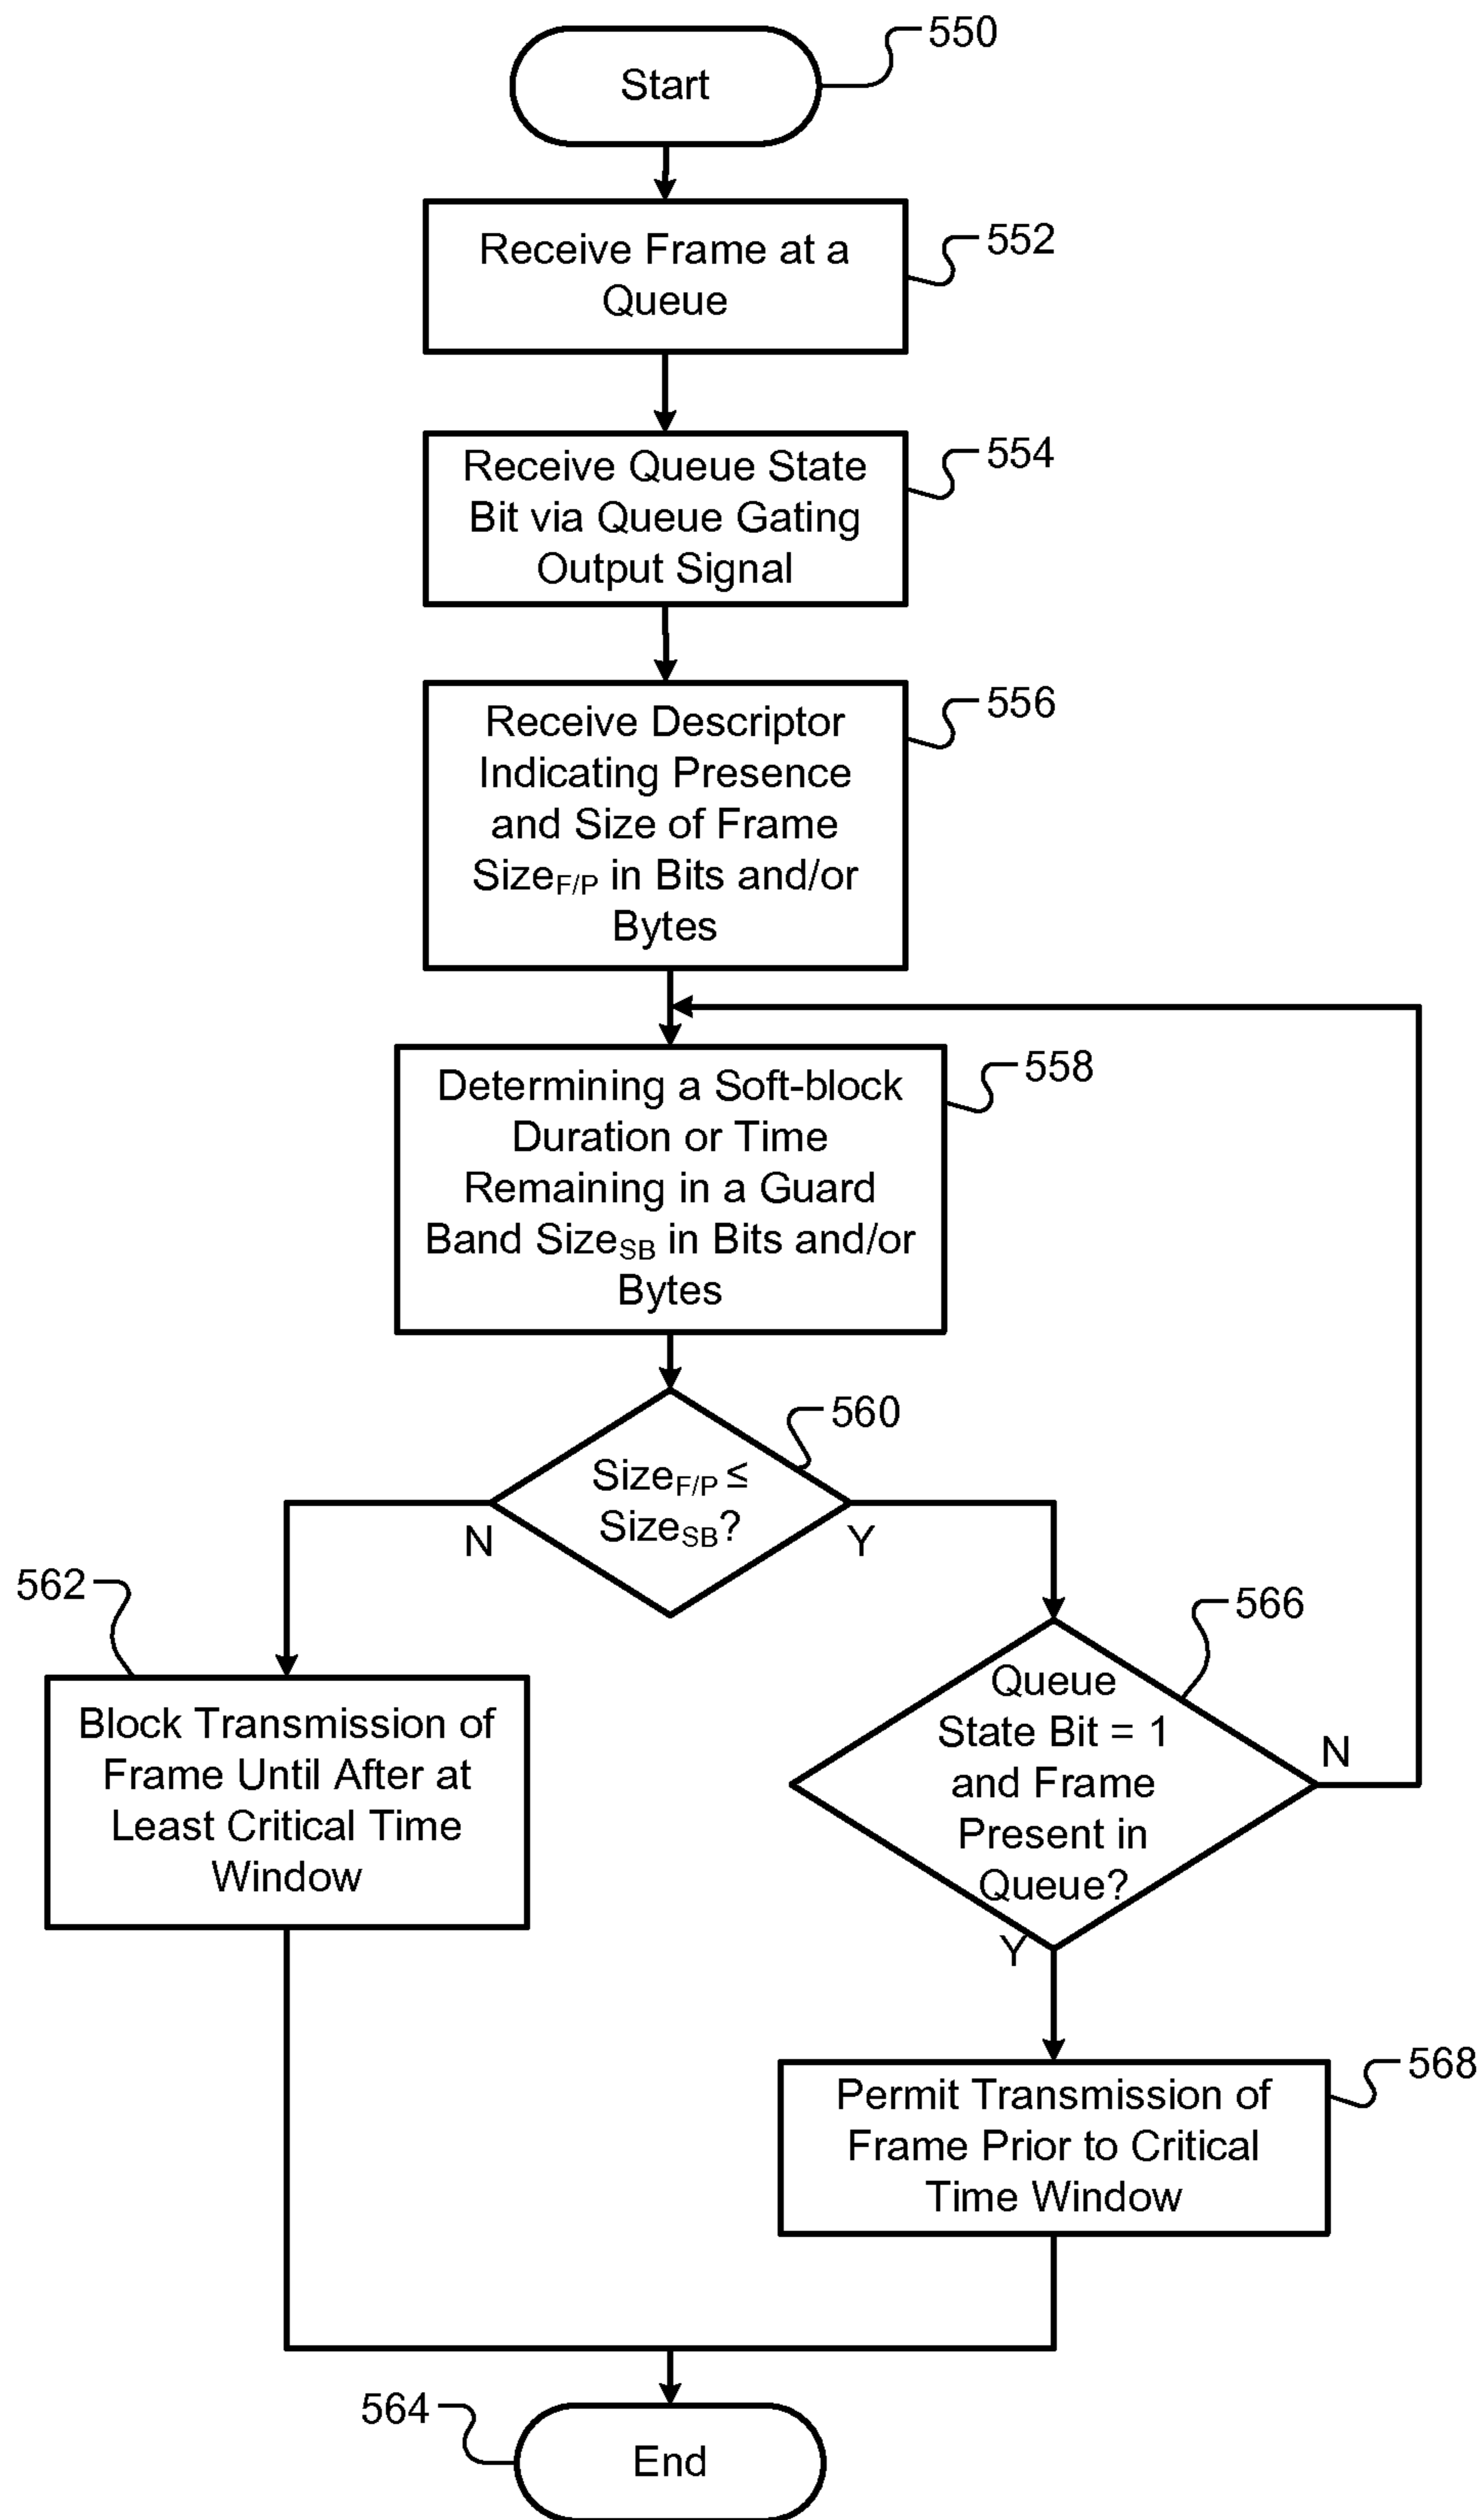 550
Start
552
Receive Frame at a
Queue
554
Receive Queue State
Bit via Queue Gating
Output Signal
556
Receive Descriptor
Indicating Presence
and Size of Frame
SizeF/P in Bits and/or
Bytes
558
Determining a Soft-block
Duration or Time
Remaining in a Guard
Band SizeSB in Bits and/or
Bytes
560
SizeF/P ≤
SizeSB?
N
Y
562
Block Transmission of
Frame Until After at
Least Critical Time
Window
566
Queue
State Bit = 1
and Frame
Present in
Queue?
N
Y
568
Permit Transmission of
Frame Prior to Critical
Time Window
564
End